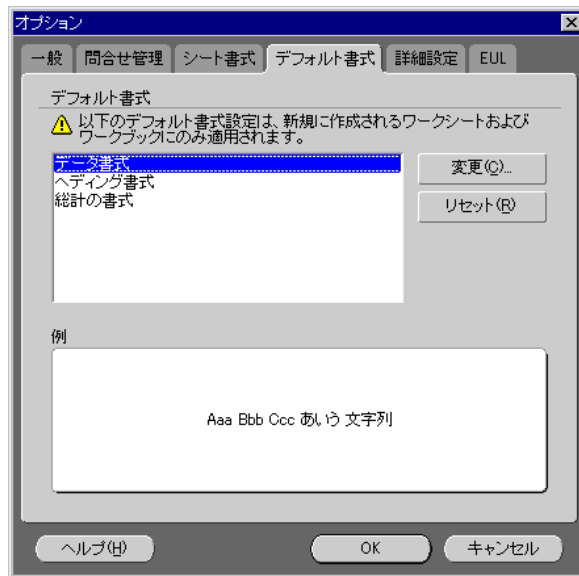 オプション
一般 問合せ管理 シート書式 デフォルト書式 詳細設定 EUL
デフォルト書式
以下のデフォルト書式設定は、新規に作成されるワークシートおよび
ワークブックにのみ適用されます。
データ書式
ヘディング書式
総計の書式
変更(C)...
リセット(R)
例
Aaa Bbb Ccc あいう 文字列
ヘルプ(H) OK キャンセル